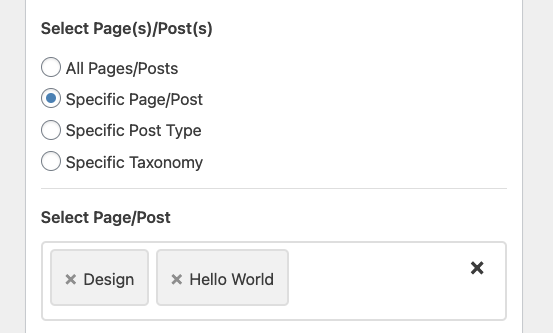 Select Page(s)/Post(s)
All Pages/Posts
Specific Page/Post
Specific Post Type
Specific Taxonomy
Select Page/Post
× Design × Hello World ×